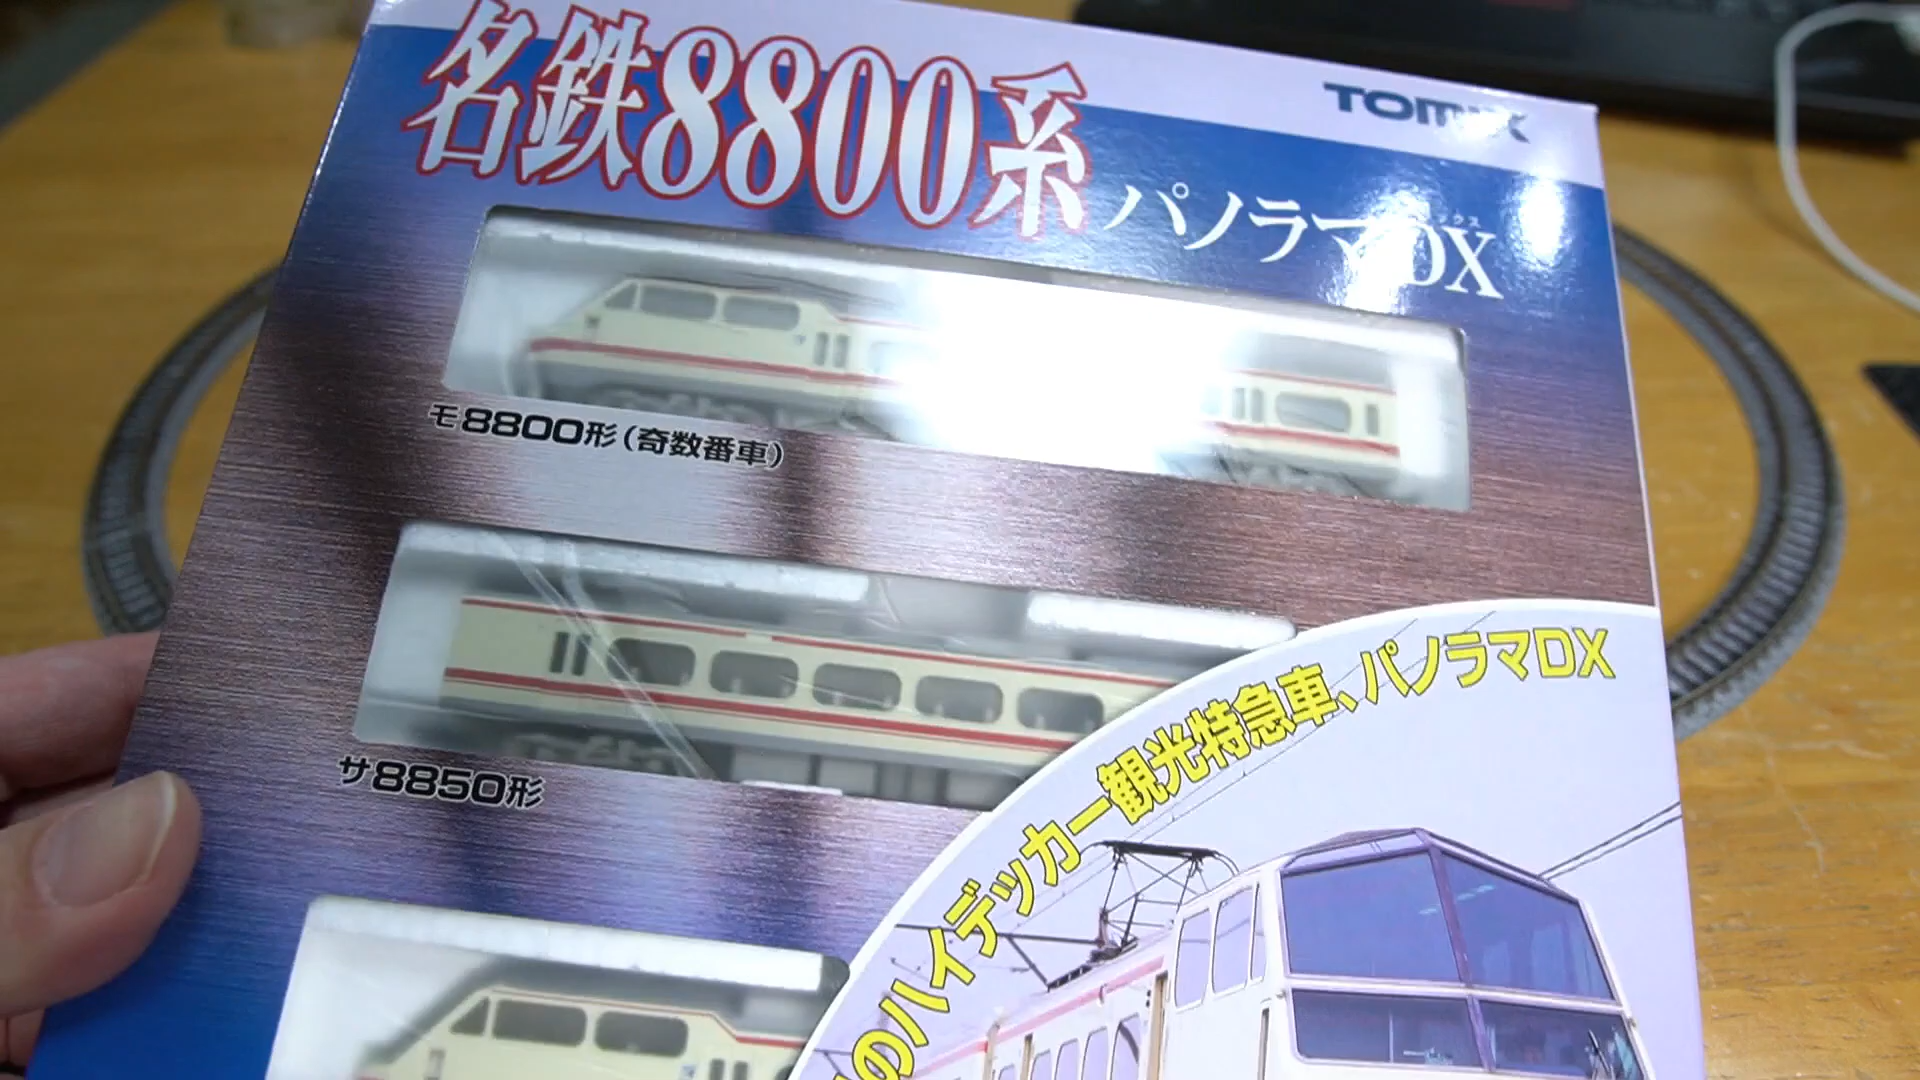 名鉄8800系
TOMIX
パノラマDX
モ8800形(奇数番車)
サ8850形
のハイデッカー観光特急車、パノラマDX